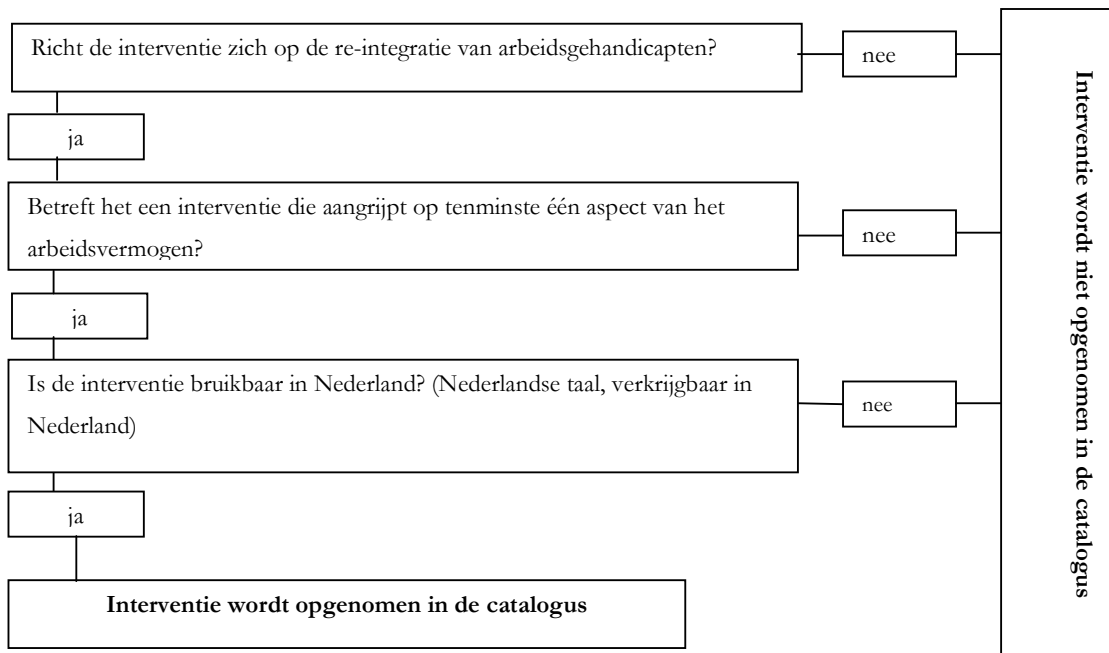 Richt de interventie zich op de re-integratie van arbeidsgehandicapten?
nee
ja
Betreft het een interventie die aangrijpt op tenminste één aspect van het
arbeidsvermogen?
nee
ja
Is de interventie bruikbaar in Nederland? (Nederlandse taal, verkrijgbaar in
Nederland)
nee
ja
Interventie wordt opgenomen in de catalogus
Interventie wordt niet opgenomen in de catalogus